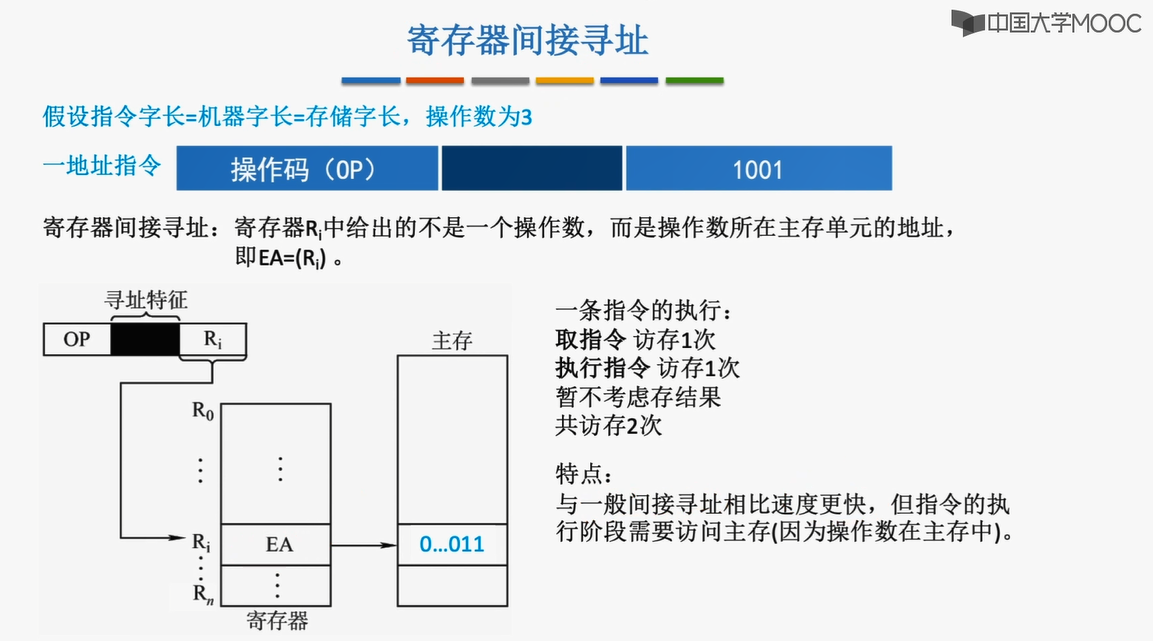 中国大学MOOC
寄存器间接寻址
假设指令字长=机器字长=存储字长，操作数为3
一地址指令 操作码（OP） 1001
寄存器间接寻址：寄存器Ri中给出的不是一个操作数，而是操作数所在主存单元的地址，
即EA=(Ri) 。
寻址特征
OP Ri
主存
R0
⋮ ⋮
Ri EA 0…011
⋮ ⋮
Rn
寄存器
一条指令的执行：
取指令 访存1次
执行指令 访存1次
暂不考虑存结果
共访存2次
特点：
与一般间接寻址相比速度更快，但指令的执
行阶段需要访问主存(因为操作数在主存中)。